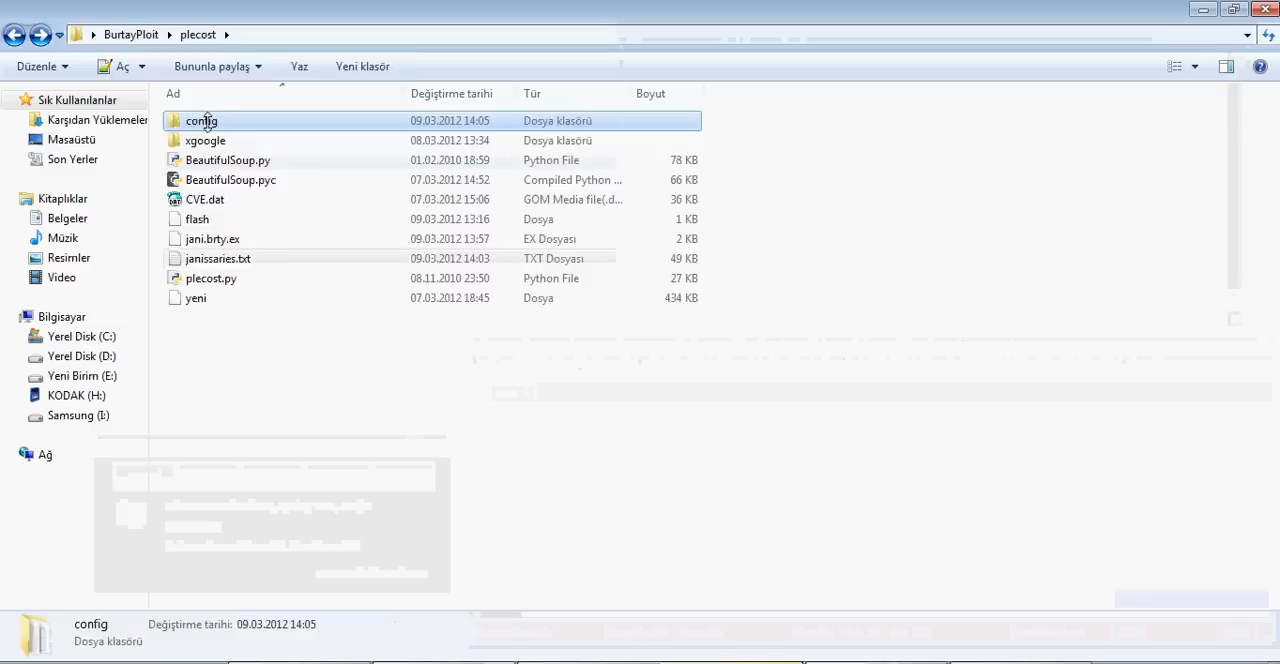 BurtayPloit plecost
Düzenle Aç Bununla paylaş Yaz Yeni klasör
Ad Değiştirme tarihi Tür Boyut
Sık Kullanılanlar
Karşıdan Yüklemeler
Masaüstü
Son Yerler
Kitaplıklar
Belgeler
Müzik
Resimler
Video
Bilgisayar
Yerel Disk (C:)
Yerel Disk (D:)
Yeni Birim (E:)
KODAK (H:)
Samsung (I:)
Ağ
config 09.03.2012 14:05 Dosya klasörü
xgoogle 08.03.2012 13:34 Dosya klasörü
BeautifulSoup.py 01.02.2010 18:59 Python File 78 KB
BeautifulSoup.pyc 07.03.2012 14:52 Compiled Python ... 66 KB
CVE.dat 07.03.2012 15:06 GOM Media file(.d... 36 KB
flash 09.03.2012 13:16 Dosya 1 KB
jani.brty.ex 09.03.2012 13:57 EX Dosyası 2 KB
janissaries.txt 09.03.2012 14:03 TXT Dosyası 49 KB
plecost.py 08.11.2010 23:50 Python File 27 KB
yeni 07.03.2012 18:45 Dosya 434 KB
config Değiştirme tarihi: 09.03.2012 14:05
Dosya klasörü